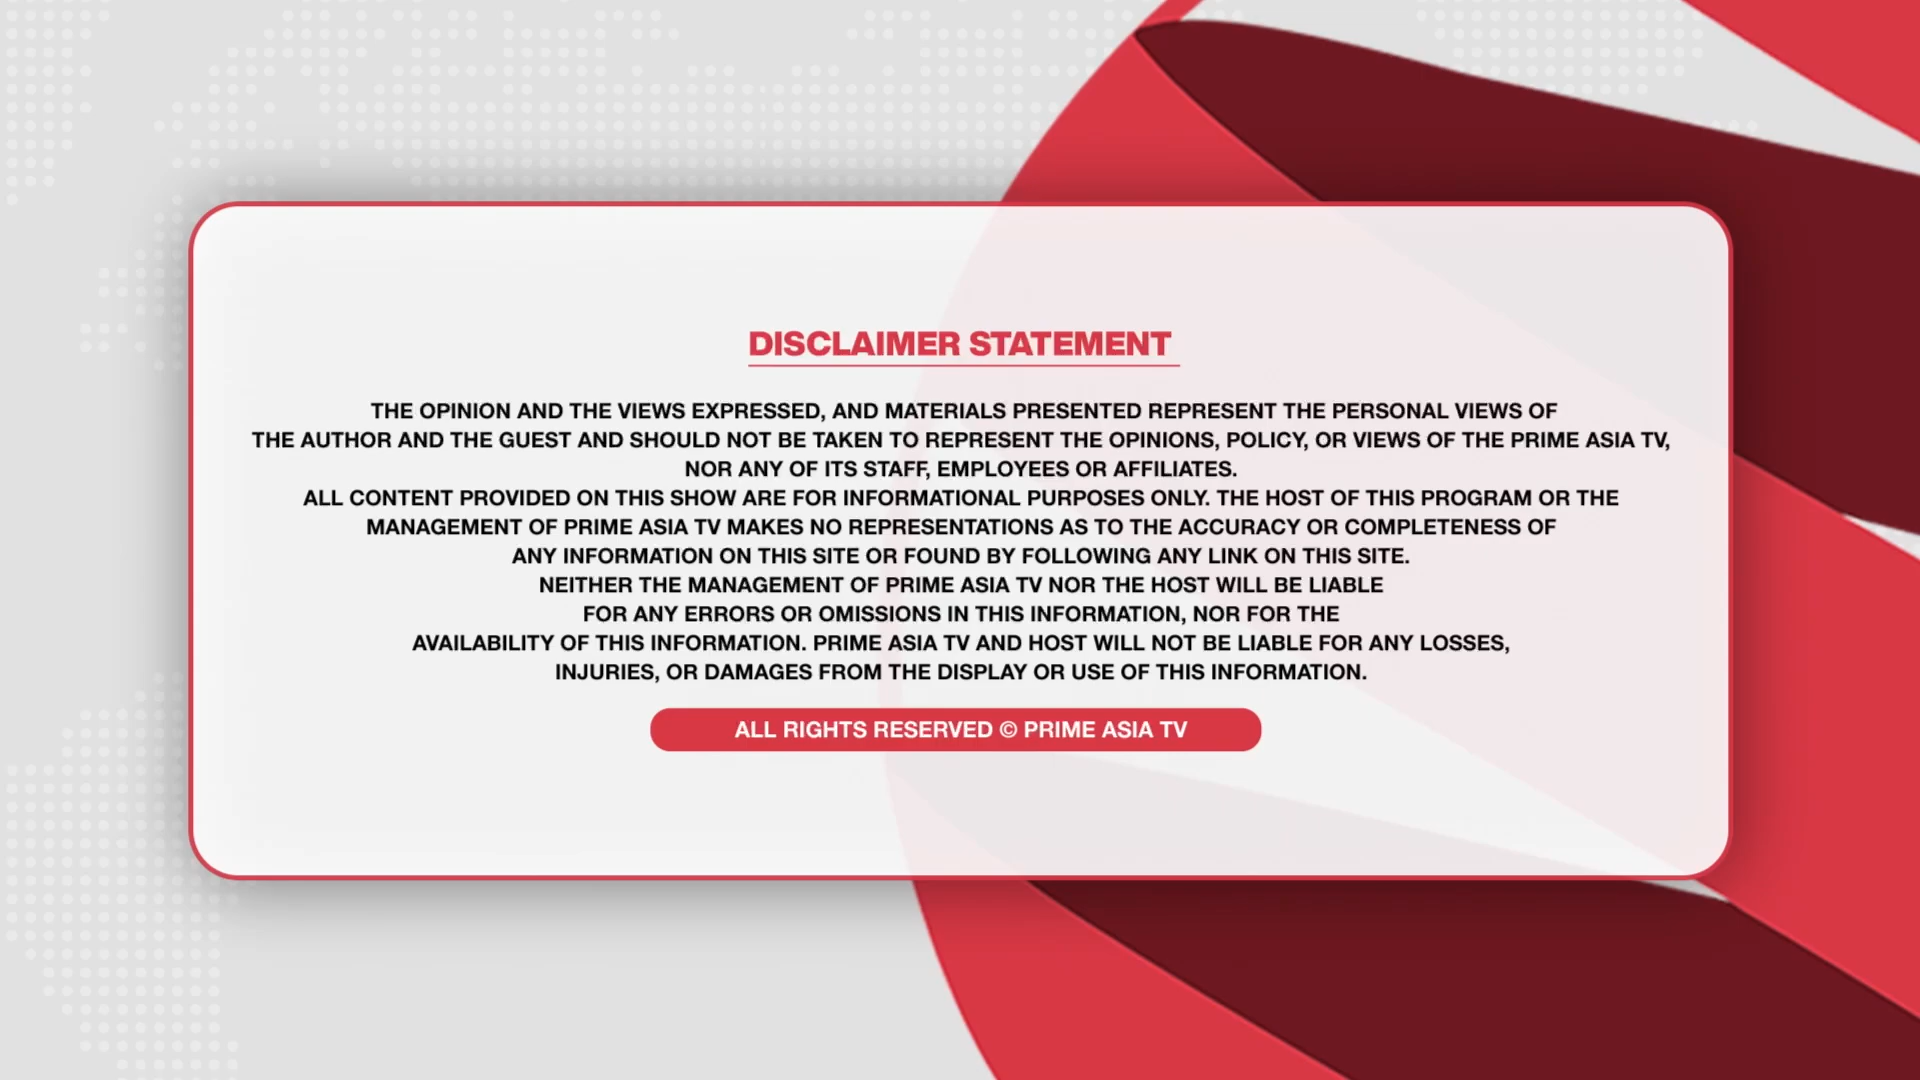 DISCLAIMER STATEMENT
THE OPINION AND THE VIEWS EXPRESSED, AND MATERIALS PRESENTED REPRESENT THE PERSONAL VIEWS OF
THE AUTHOR AND THE GUEST AND SHOULD NOT BE TAKEN TO REPRESENT THE OPINIONS, POLICY, OR VIEWS OF THE PRIME ASIA TV,
NOR ANY OF ITS STAFF, EMPLOYEES OR AFFILIATES.
ALL CONTENT PROVIDED ON THIS SHOW ARE FOR INFORMATIONAL PURPOSES ONLY. THE HOST OF THIS PROGRAM OR THE
MANAGEMENT OF PRIME ASIA TV MAKES NO REPRESENTATIONS AS TO THE ACCURACY OR COMPLETENESS OF
ANY INFORMATION ON THIS SITE OR FOUND BY FOLLOWING ANY LINK ON THIS SITE.
NEITHER THE MANAGEMENT OF PRIME ASIA TV NOR THE HOST WILL BE LIABLE
FOR ANY ERRORS OR OMISSIONS IN THIS INFORMATION, NOR FOR THE
AVAILABILITY OF THIS INFORMATION. PRIME ASIA TV AND HOST WILL NOT BE LIABLE FOR ANY LOSSES,
INJURIES, OR DAMAGES FROM THE DISPLAY OR USE OF THIS INFORMATION.
ALL RIGHTS RESERVED © PRIME ASIA TV